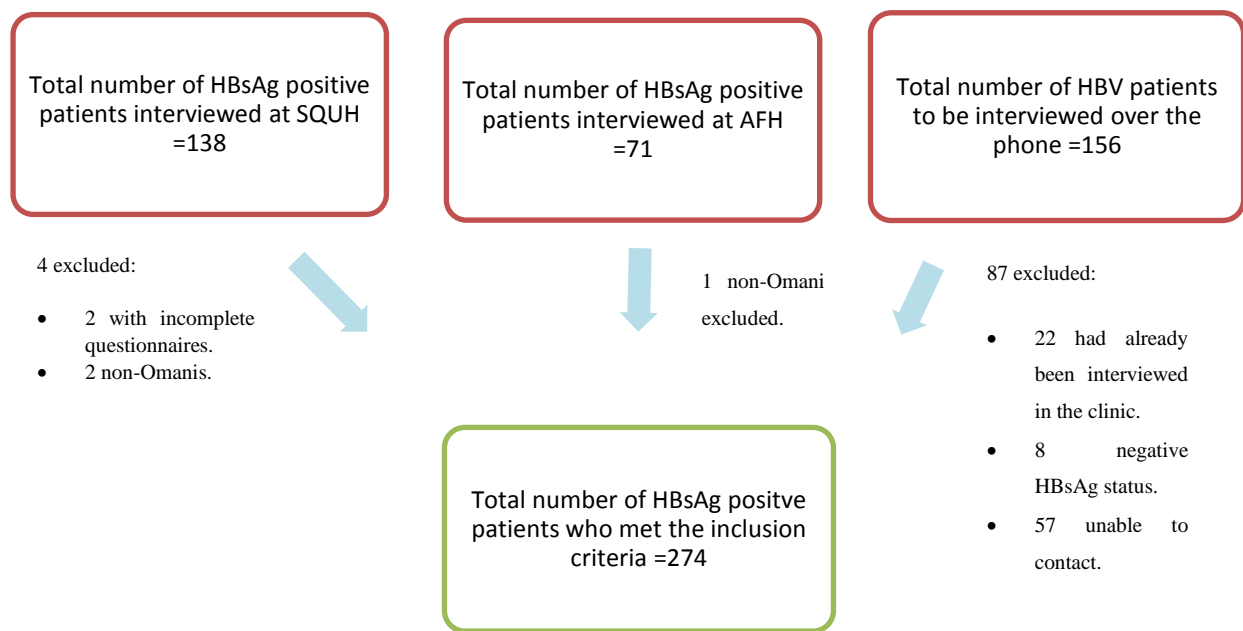 Total number of HBsAg positive
patients interviewed at SQUH
=138
Total number of HBsAg positive
patients interviewed at AFH
=71
Total number of HBV patients
to be interviewed over the
phone =156
4 excluded:
• 2 with incomplete
questionnaires.
• 2 non-Omanis.
1 non-Omani
excluded.
87 excluded:
• 22 had already
been interviewed
in the clinic.
• 8 negative
HBsAg status.
• 57 unable to
contact.
Total number of HBsAg positve
patients who met the inclusion
criteria =274